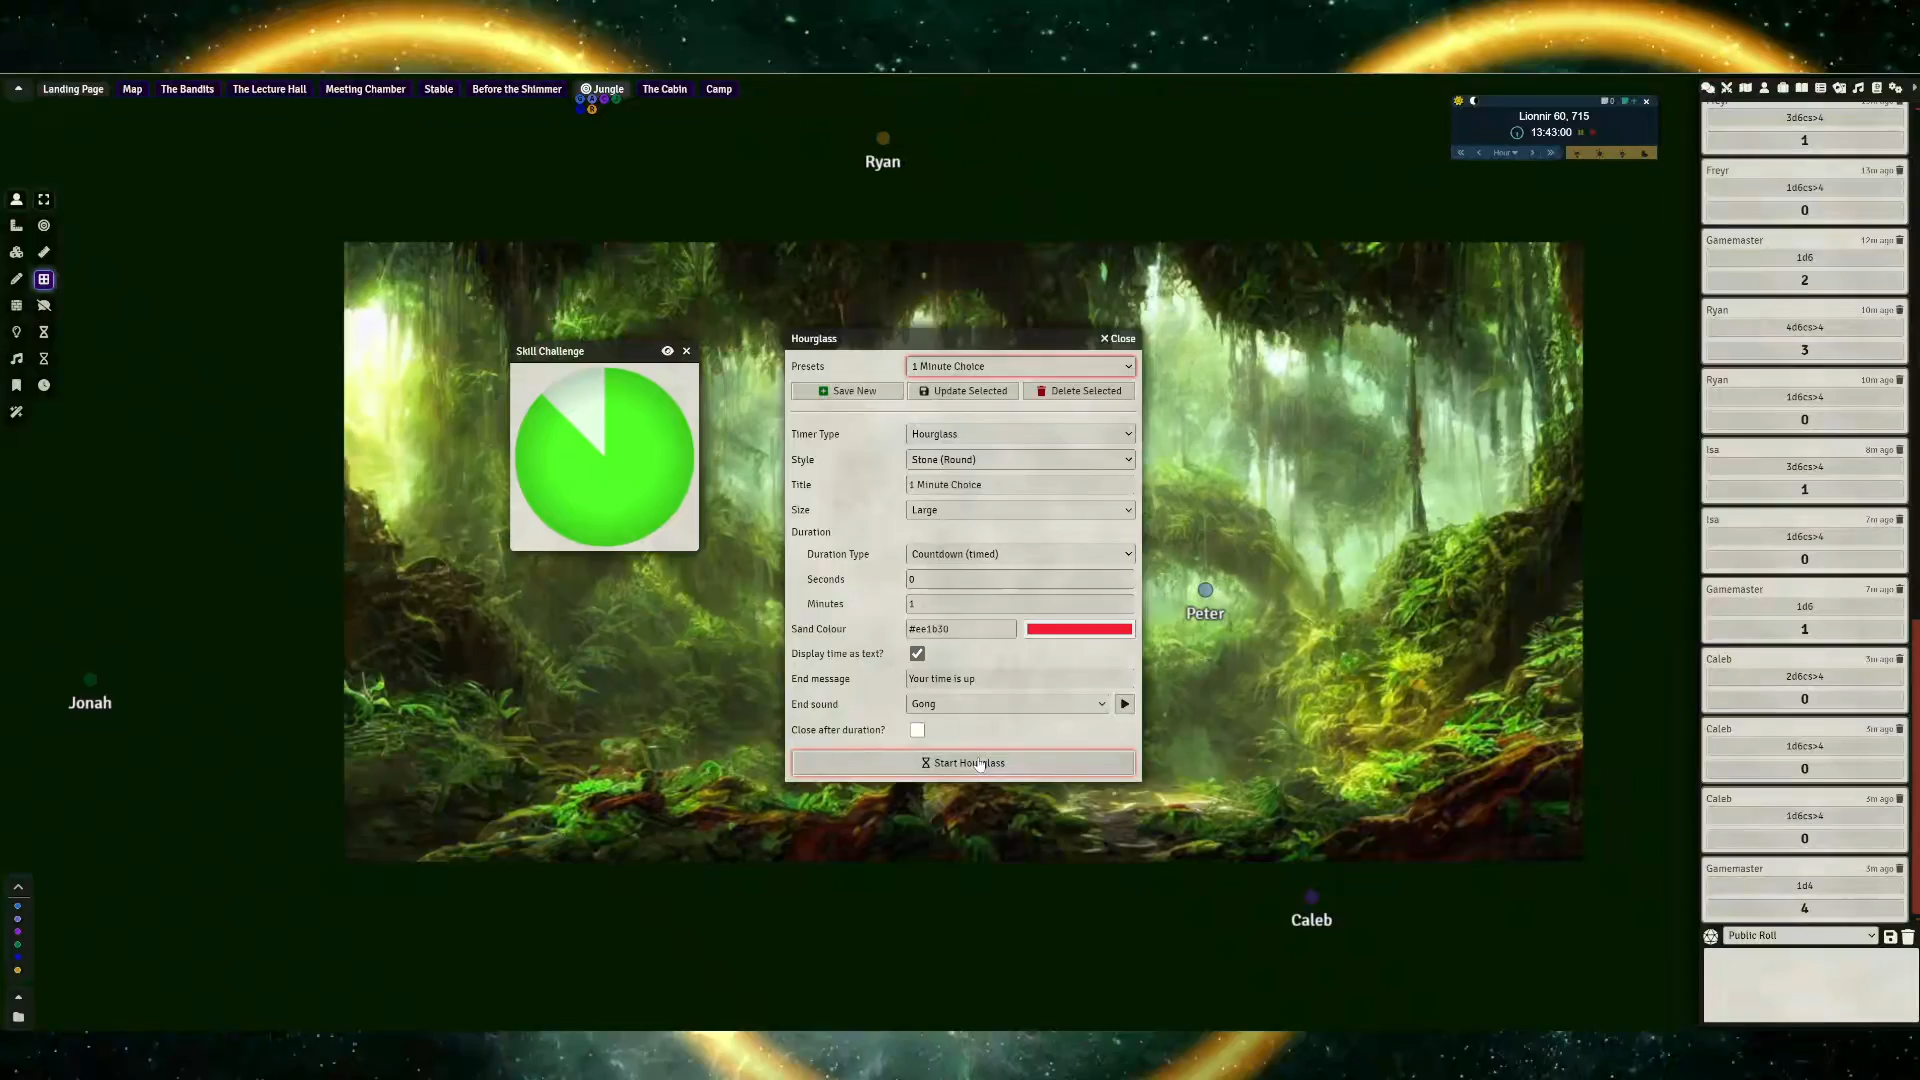 Landing Page Map The Bandits The Lecture Hall Meeting Chamber Stable Before the Shimmer Jungle The Cabin Camp
G A C J
R
0
Lionnir 60, 715
13:43:00
Hour
Ryan
Jonah
Peter
Caleb
Skill Challenge
Hourglass Close
Presets 1 Minute Choice
Save New Update Selected Delete Selected
Timer Type Hourglass
Style Stone (Round)
Title 1 Minute Choice
Size Large
Duration
Duration Type Countdown (timed)
Seconds 0
Minutes 1
Sand Colour #ee1b30
Display time as text?
End message Your time is up
End sound Gong
Close after duration?
Start Hourglass
Freyr
3d6cs>4
1
Freyr 13m ago
1d6cs>4
0
Gamemaster 12m ago
1d6
2
Ryan 10m ago
4d6cs>4
3
Ryan 10m ago
1d6cs>4
0
Isa 8m ago
3d6cs>4
1
Isa 7m ago
1d6cs>4
0
Gamemaster 7m ago
1d6
1
Caleb 3m ago
2d6cs>4
0
Caleb 3m ago
1d6cs>4
0
Caleb 3m ago
1d6cs>4
0
Gamemaster 3m ago
1d4
4
Public Roll